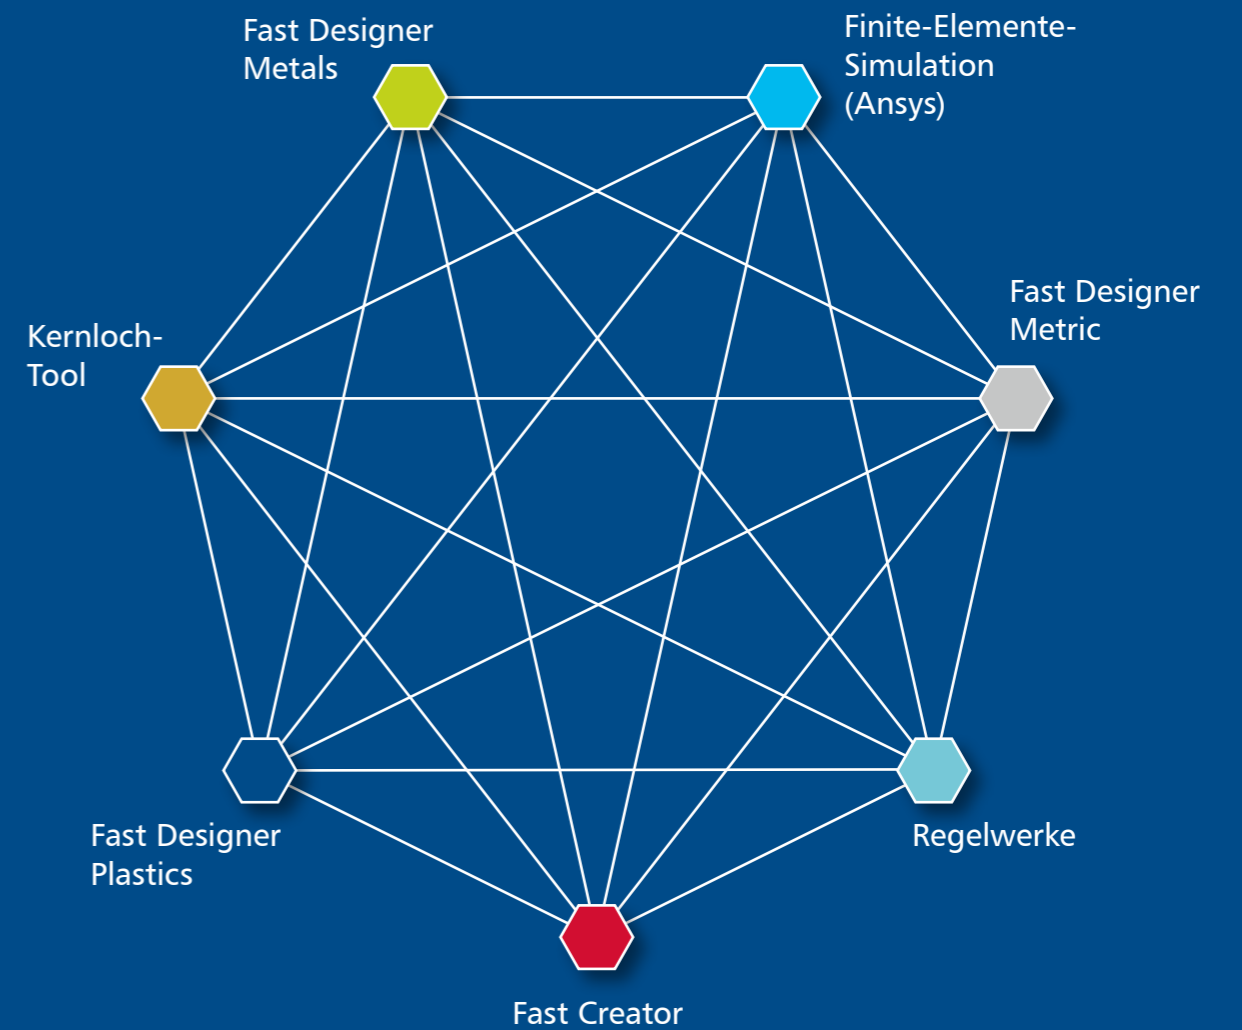 Fast Designer
Metals
Finite-Elemente-
Simulation
(Ansys)
Fast Designer
Metric
Kernloch-
Tool
Fast Designer
Plastics
Regelwerke
Fast Creator